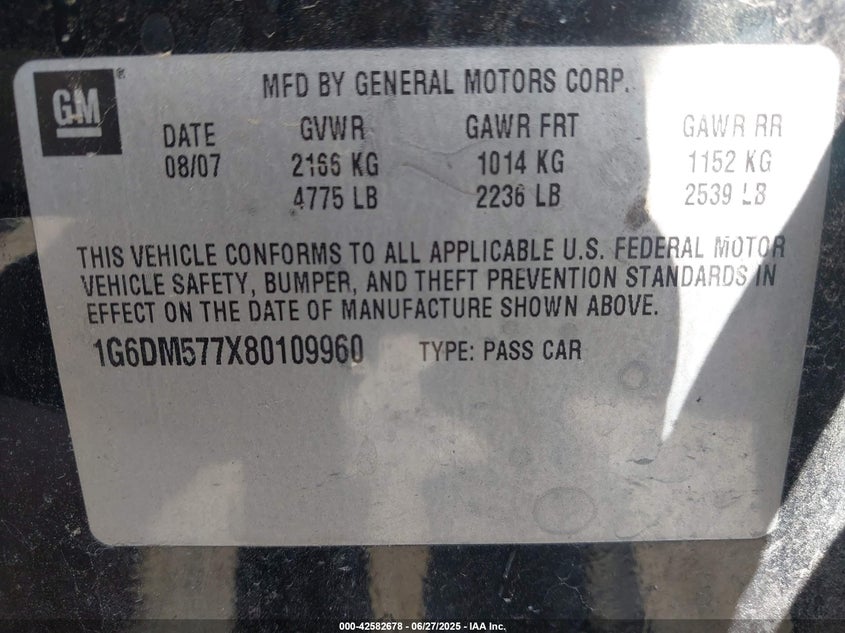 GM®
MFD BY GENERAL MOTORS CORP.
DATE GVWR GAWR FRT GAWR RR
08/07 2166 KG 1014 KG 1152 KG
4775 LB 2236 LB 2539 LB
THIS VEHICLE CONFORMS TO ALL APPLICABLE U.S. FEDERAL MOTOR
VEHICLE SAFETY, BUMPER, AND THEFT PREVENTION STANDARDS IN
EFFECT ON THE DATE OF MANUFACTURE SHOWN ABOVE.
1G6DM577X80109960 TYPE: PASS CAR
000-42582678 - 06/27/2025 - IAA Inc.